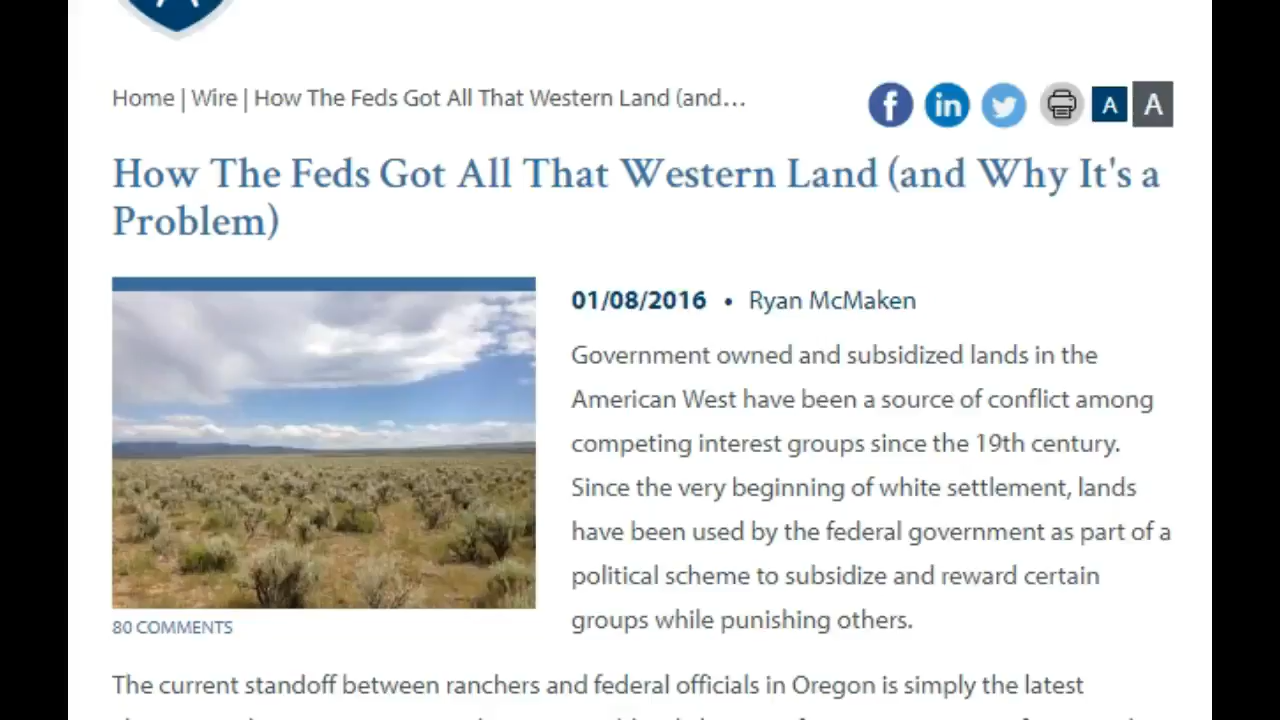 Home | Wire | How The Feds Got All That Western Land (and...
f in
A A
How The Feds Got All That Western Land (and Why It's a
Problem)
01/08/2016 • Ryan McMaken
Government owned and subsidized lands in the
American West have been a source of conflict among
competing interest groups since the 19th century.
Since the very beginning of white settlement, lands
have been used by the federal government as part of a
political scheme to subsidize and reward certain
groups while punishing others.
80 COMMENTS
The current standoff between ranchers and federal officials in Oregon is simply the latest